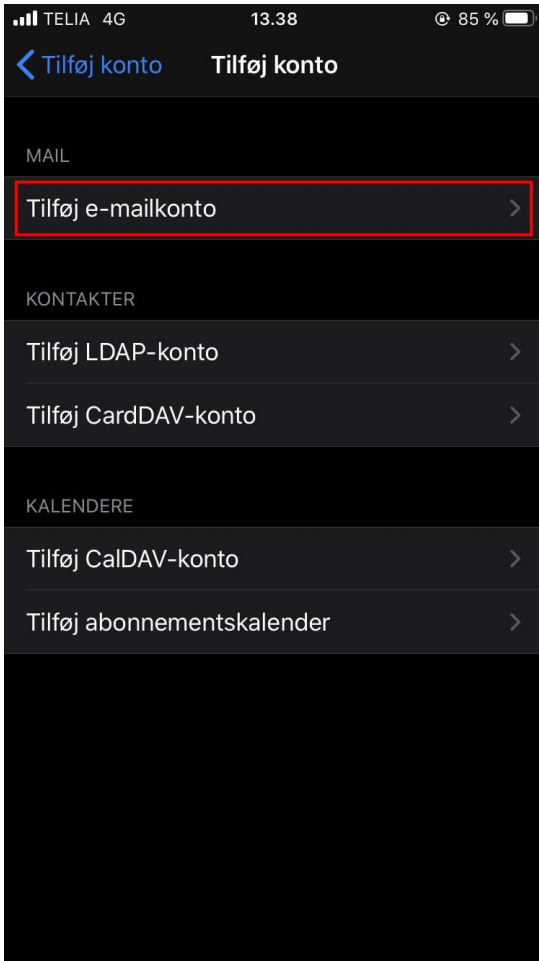 TELIA 4G 13.38 85 %
Tilføj konto Tilføj konto
MAIL
Tilføj e-mailkonto
KONTAKTER
Tilføj LDAP-konto
Tilføj CardDAV-konto
KALENDERE
Tilføj CalDAV-konto
Tilføj abonnementskalender